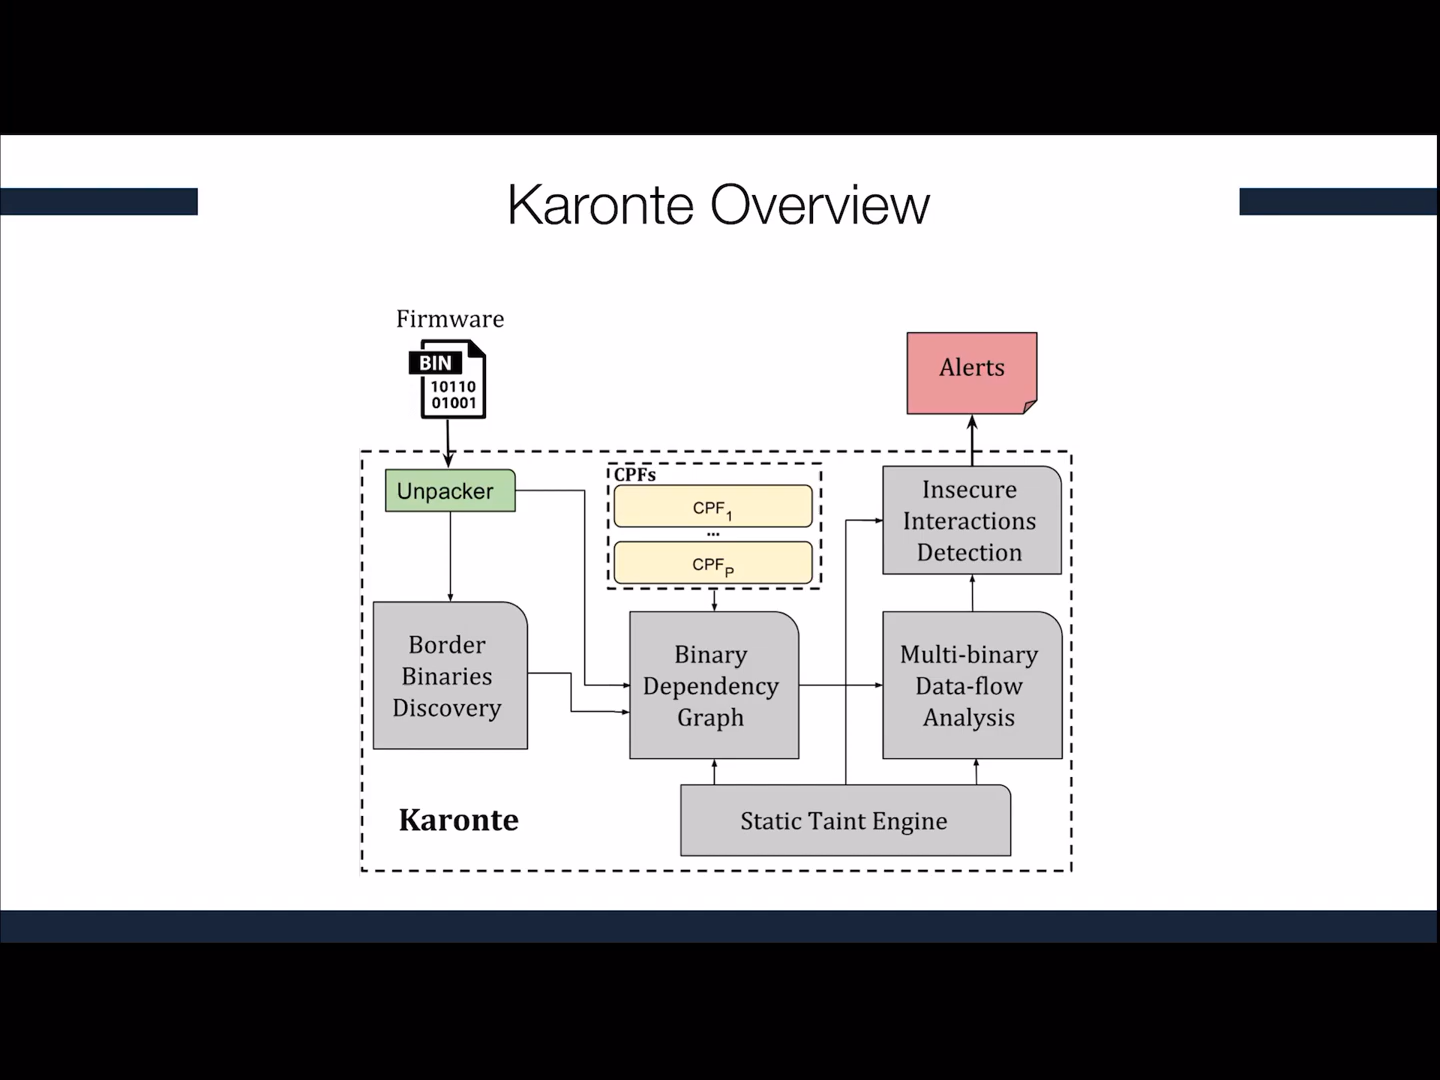 Karonte Overview
Firmware
BIN
10110
01001
Alerts
Unpacker
CPFs
CPF1
...
CPFP
Insecure
Interactions
Detection
Border
Binaries
Discovery
Binary
Dependency
Graph
Multi-binary
Data-flow
Analysis
Karonte
Static Taint Engine